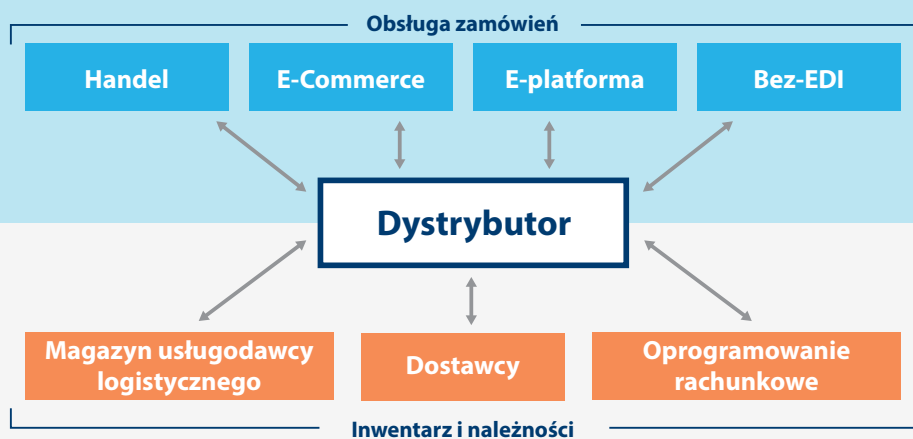 Obsługa zamówień
Handel
E-Commerce
E-platforma
Bez-EDI
Dystrybutor
Magazyn usługodawcy
logistycznego
Dostawcy
Oprogramowanie
rachunkowe
Inwentarz i należności